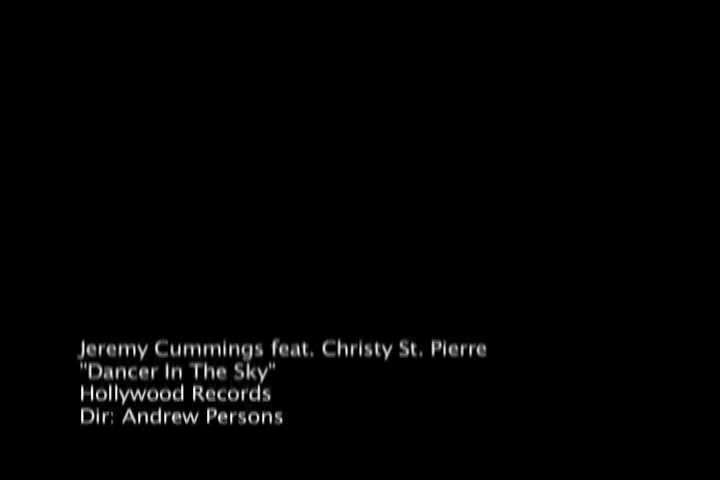 Jeremy Cummings feat. Christy St. Pierre
"Dancer In The Sky"
Hollywood Records
Dir: Andrew Persons